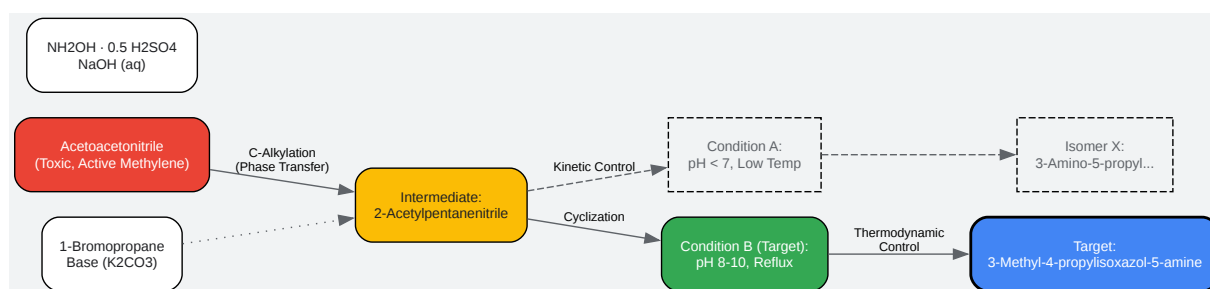 NH2OH · 0.5 H2SO4
NaOH (aq)
Acetoacetonitrile
(Toxic, Active Methylene)
C-Alkylation
(Phase Transfer)
1-Bromopropane
Base (K2CO3)
Intermediate:
2-Acetylpentanenitrile
Kinetic Control
Cyclization
Condition A:
pH < 7, Low Temp
Condition B (Target):
pH 8-10, Reflux
Thermodynamic
Control
Isomer X:
3-Amino-5-propyl...
Target:
3-Methyl-4-propylisoxazol-5-amine